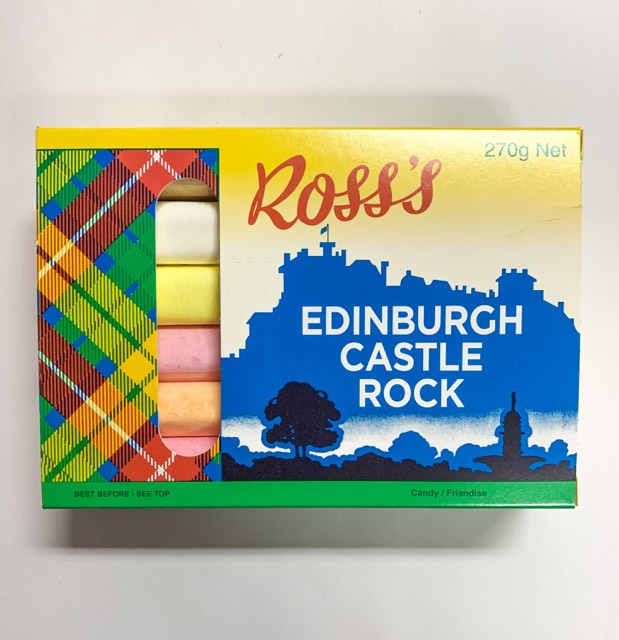 270g Net
Ross's
EDINBURGH
CASTLE
ROCK
BEST BEFORE - SEE TOP
Candy / Friandise